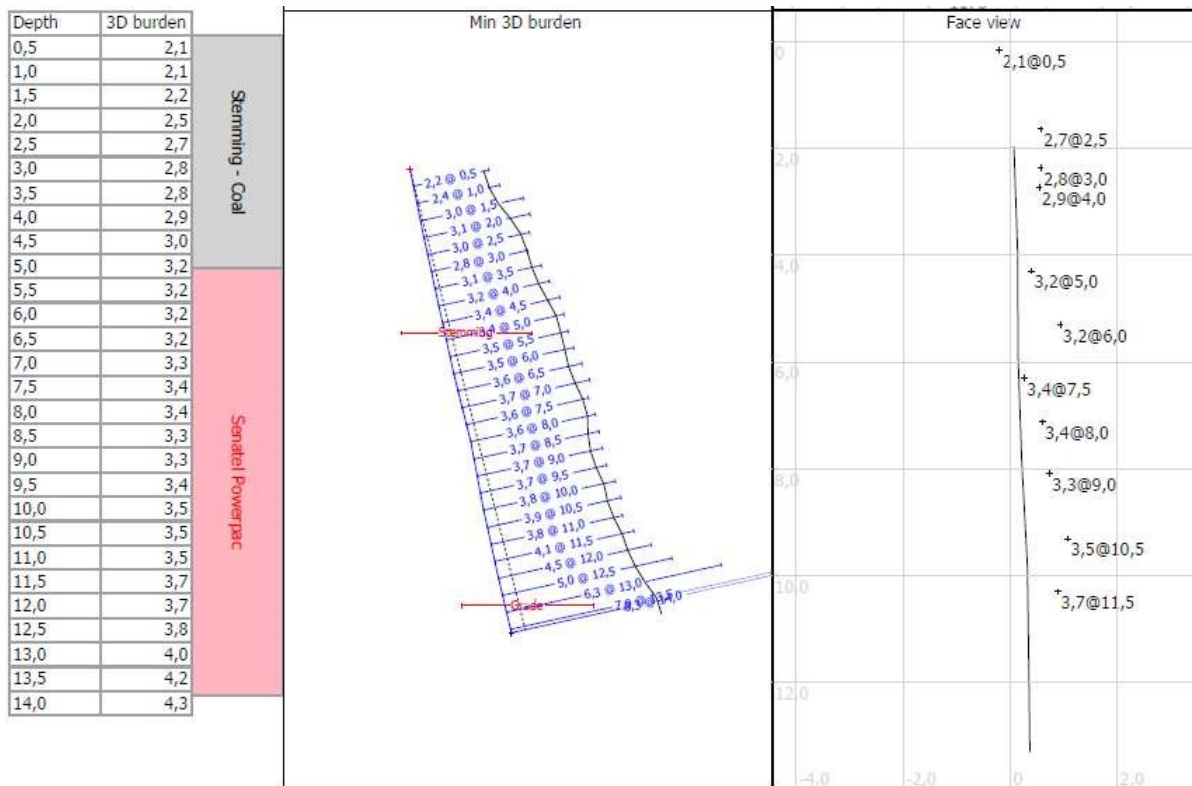 Depth 3D burden
0,5 2,1
1,0 2,1
1,5 2,2
2,0 2,5
2,5 2,7
3,0 2,8
3,5 2,8
4,0 2,9
4,5 3,0
5,0 3,2
5,5 3,2
6,0 3,2
6,5 3,2
7,0 3,3
7,5 3,4
8,0 3,4
8,5 3,3
9,0 3,3
9,5 3,4
10,0 3,5
10,5 3,5
11,0 3,5
11,5 3,7
12,0 3,7
12,5 3,8
13,0 4,0
13,5 4,2
14,0 4,3
Stemming - Coal
Senatel Powerpac
Min 3D burden
2,2 @ 0,5
2,4 @ 1,0
3,0 @ 1,5
3,1 @ 2,0
3,0 @ 2,5
2,8 @ 3,0
3,1 @ 3,5
3,2 @ 4,0
3,4 @ 4,5
3,4 @ 5,0
Stemming
3,5 @ 5,5
3,5 @ 6,0
3,6 @ 6,5
3,7 @ 7,0
3,6 @ 7,5
3,6 @ 8,0
3,7 @ 8,5
3,7 @ 9,0
3,7 @ 9,5
3,8 @ 10,0
3,9 @ 10,5
3,8 @ 11,0
4,1 @ 11,5
4,5 @ 12,0
5,0 @ 12,5
6,3 @ 13,0
Grade
Face view
0
2,1@0,5
2,7@2,5
2,0
2,8@3,0
2,9@4,0
4,0
3,2@5,0
3,2@6,0
6,0
3,4@7,5
3,4@8,0
8,0
3,3@9,0
3,5@10,5
10,0
3,7@11,5
12,0
-4,0 -2,0 0 2,0